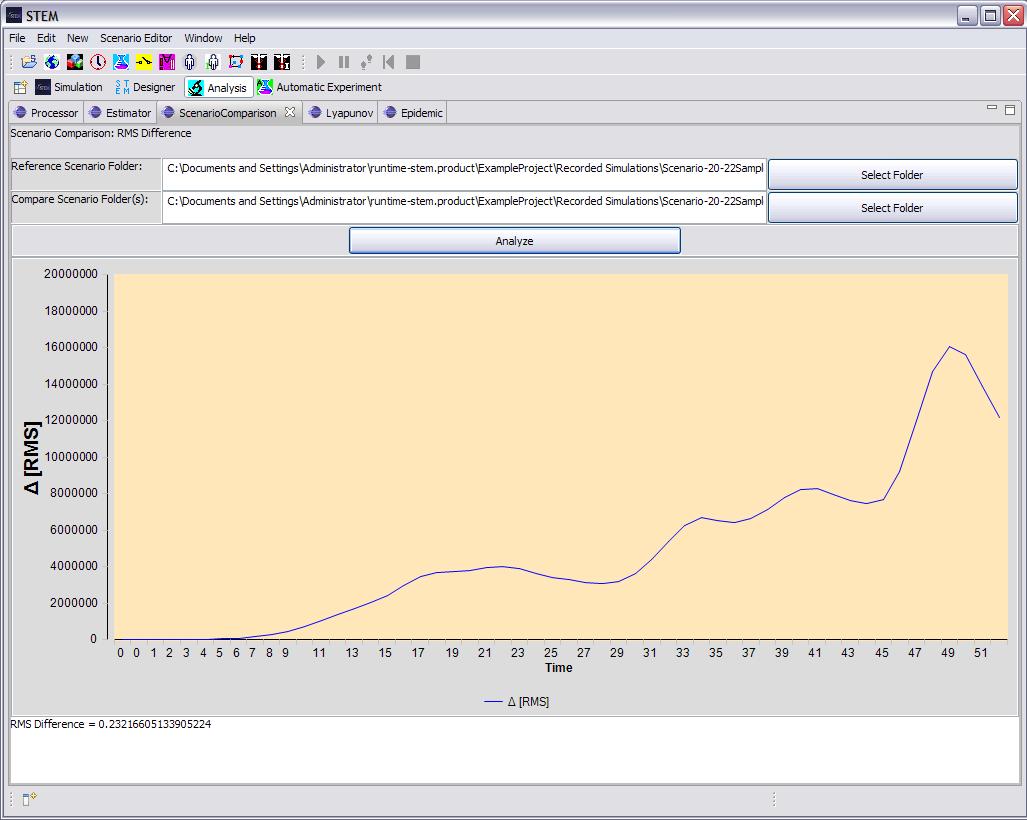 STEM
File Edit New Scenario Editor Window Help
Simulation Designer Analysis Automatic Experiment
Processor Estimator ScenarioComparison Lyapunov Epidemic
Scenario Comparison: RMS Difference
Reference Scenario Folder: C:\Documents and Settings\Administrator\runtime-stem.product\ExampleProject\Recorded Simulations\Scenario-20-22Sampl Select Folder
Compare Scenario Folder(s): C:\Documents and Settings\Administrator\runtime-stem.product\ExampleProject\Recorded Simulations\Scenario-20-22Sampl Select Folder
Analyze
20000000
18000000
16000000
14000000
12000000
10000000
8000000
6000000
4000000
2000000
0
Δ [RMS]
0 0 1 2 3 4 5 6 7 8 9 11 13 15 17 19 21 23 25 27 29 31 33 35 37 39 41 43 45 47 49 51
Time
Δ [RMS]
RMS Difference = 0.23216605133905224